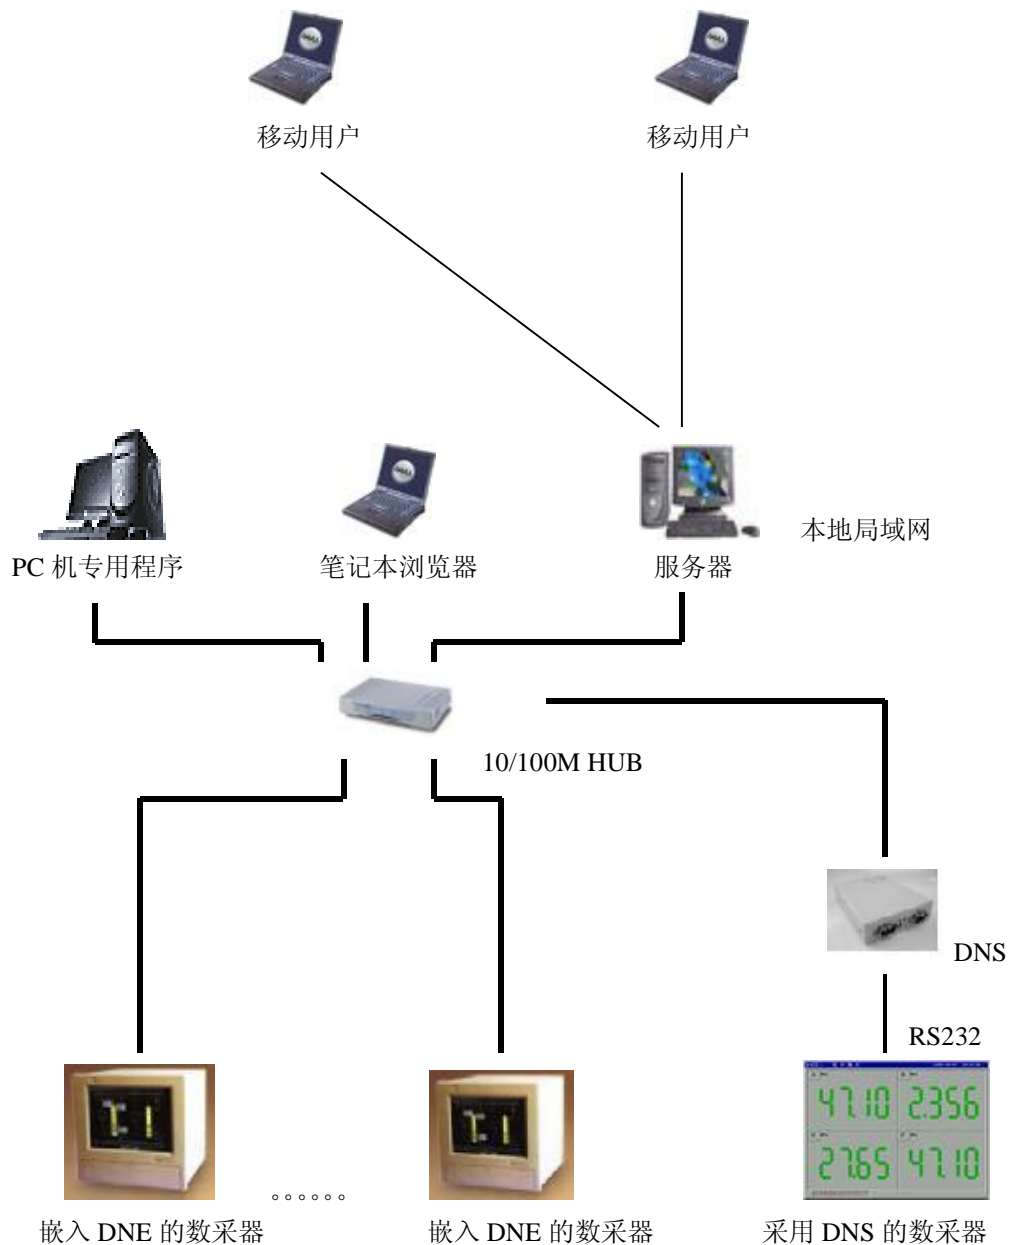 移动用户
移动用户
本地局域网
PC 机专用程序
笔记本浏览器
服务器
10/100M HUB
DNS
RS232
47.10
2.356
27.65
47.10
。。。。。。
嵌入 DNE 的数采器
嵌入 DNE 的数采器
采用 DNS 的数采器